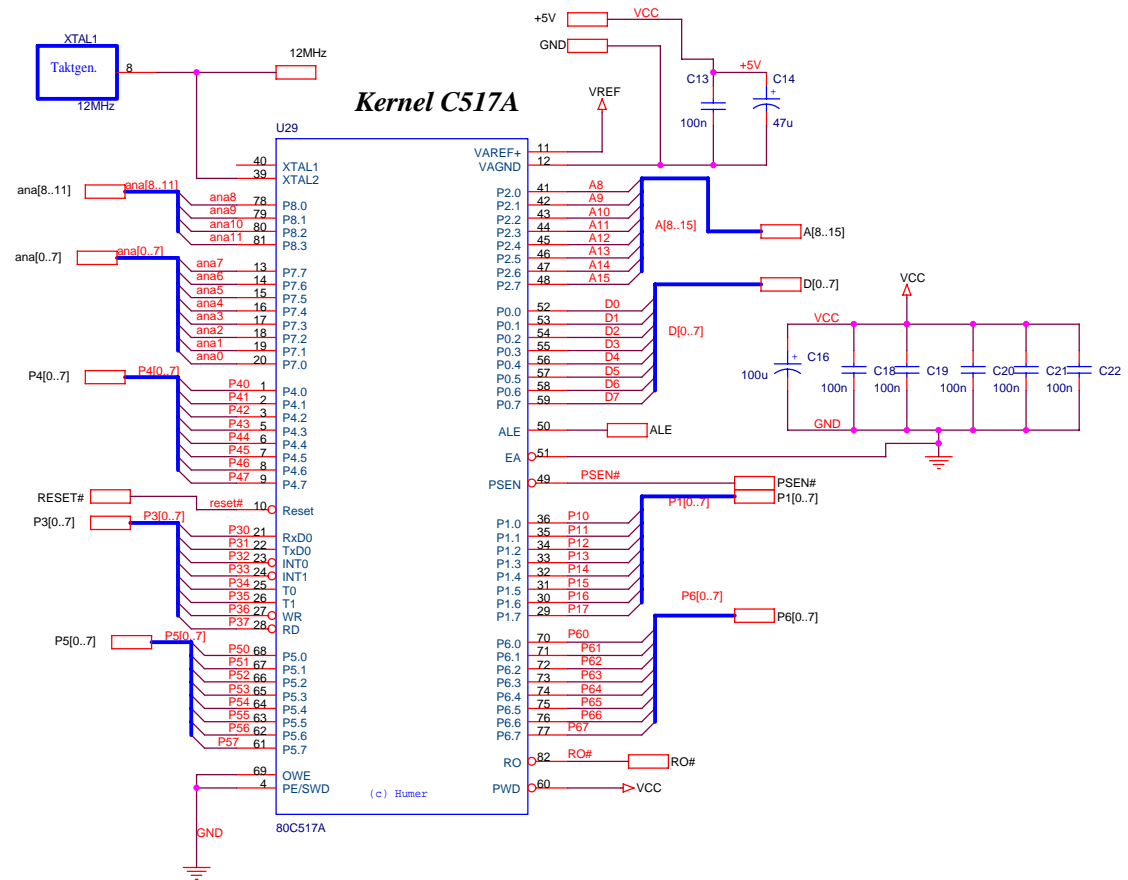 XTAL1
Taktgen.
8
12MHz
12MHz
Kernel C517A
+5V
VCC
GND
C13
+5V
C14
+
100n
47u
VREF
U29
40 XTAL1
39 XTAL2
ana[8..11]
ana[8..11]
ana8 78 P8.0
ana9 79 P8.1
ana10 80 P8.2
ana11 81 P8.3
ana[0..7]
ana[0..7]
ana7 13 P7.7
ana6 14 P7.6
ana5 15 P7.5
ana4 16 P7.4
ana3 17 P7.3
ana2 18 P7.2
ana1 19 P7.1
ana0 20 P7.0
P4[0..7]
P4[0..7]
P40 1 P4.0
P41 2 P4.1
P42 3 P4.2
P43 5 P4.3
P44 6 P4.4
P45 7 P4.5
P46 8 P4.6
P47 9 P4.7
RESET#
reset# 10 Reset
P3[0..7]
P3[0..7]
P30 21 RxD0
P31 22 TxD0
P32 23 INT0
P33 24 INT1
P34 25 T0
P35 26 T1
P36 27 WR
P37 28 RD
P5[0..7]
P5[0..7]
P50 68 P5.0
P51 67 P5.1
P52 66 P5.2
P53 65 P5.3
P54 64 P5.4
P55 63 P5.5
P56 62 P5.6
P57 61 P5.7
69 OWE
4 PE/SWD
GND
(c) Humer
80C517A
VAREF+ 11
VAGND 12
P2.0 41 A8
P2.1 42 A9
P2.2 43 A10
P2.3 44 A11
P2.4 45 A12
P2.5 46 A13
P2.6 47 A14
P2.7 48 A15
A[8..15]
A[8..15]
P0.0 52 D0
P0.1 53 D1
P0.2 54 D2
P0.3 55 D3
P0.4 56 D4
P0.5 57 D5
P0.6 58 D6
P0.7 59 D7
D[0..7]
D[0..7]
ALE 50 ALE
EA 51
PSEN 49 PSEN# PSEN#
P1[0..7]
P1[0..7]
P1.0 36 P10
P1.1 35 P11
P1.2 34 P12
P1.3 33 P13
P1.4 32 P14
P1.5 31 P15
P1.6 30 P16
P1.7 29 P17
P6[0..7]
P6[0..7]
P6.0 70 P60
P6.1 71 P61
P6.2 72 P62
P6.3 73 P63
P6.4 74 P64
P6.5 75 P65
P6.6 76 P66
P6.7 77 P67
RO 82 RO# RO#
PWD 60 VCC
VCC
VCC
+
C16 C18 C19 C20 C21 C22
100u 100n 100n 100n 100n 100n
GND